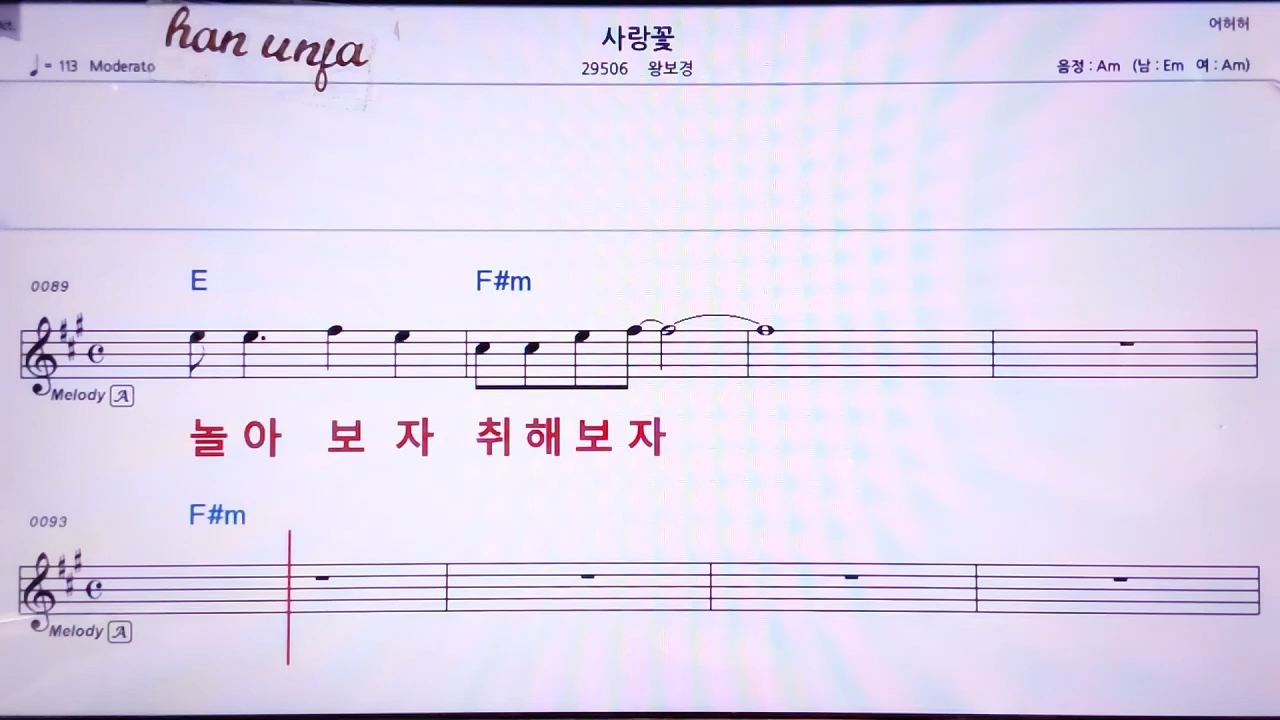 han unja
사랑꽃
어허허
♩= 113 Moderato
29506 왕보경
음정 : Am (남 : Em 여 : Am)
E F#m
0089
Melody A
놀아 보자 취해보자
F#m
0093
Melody A